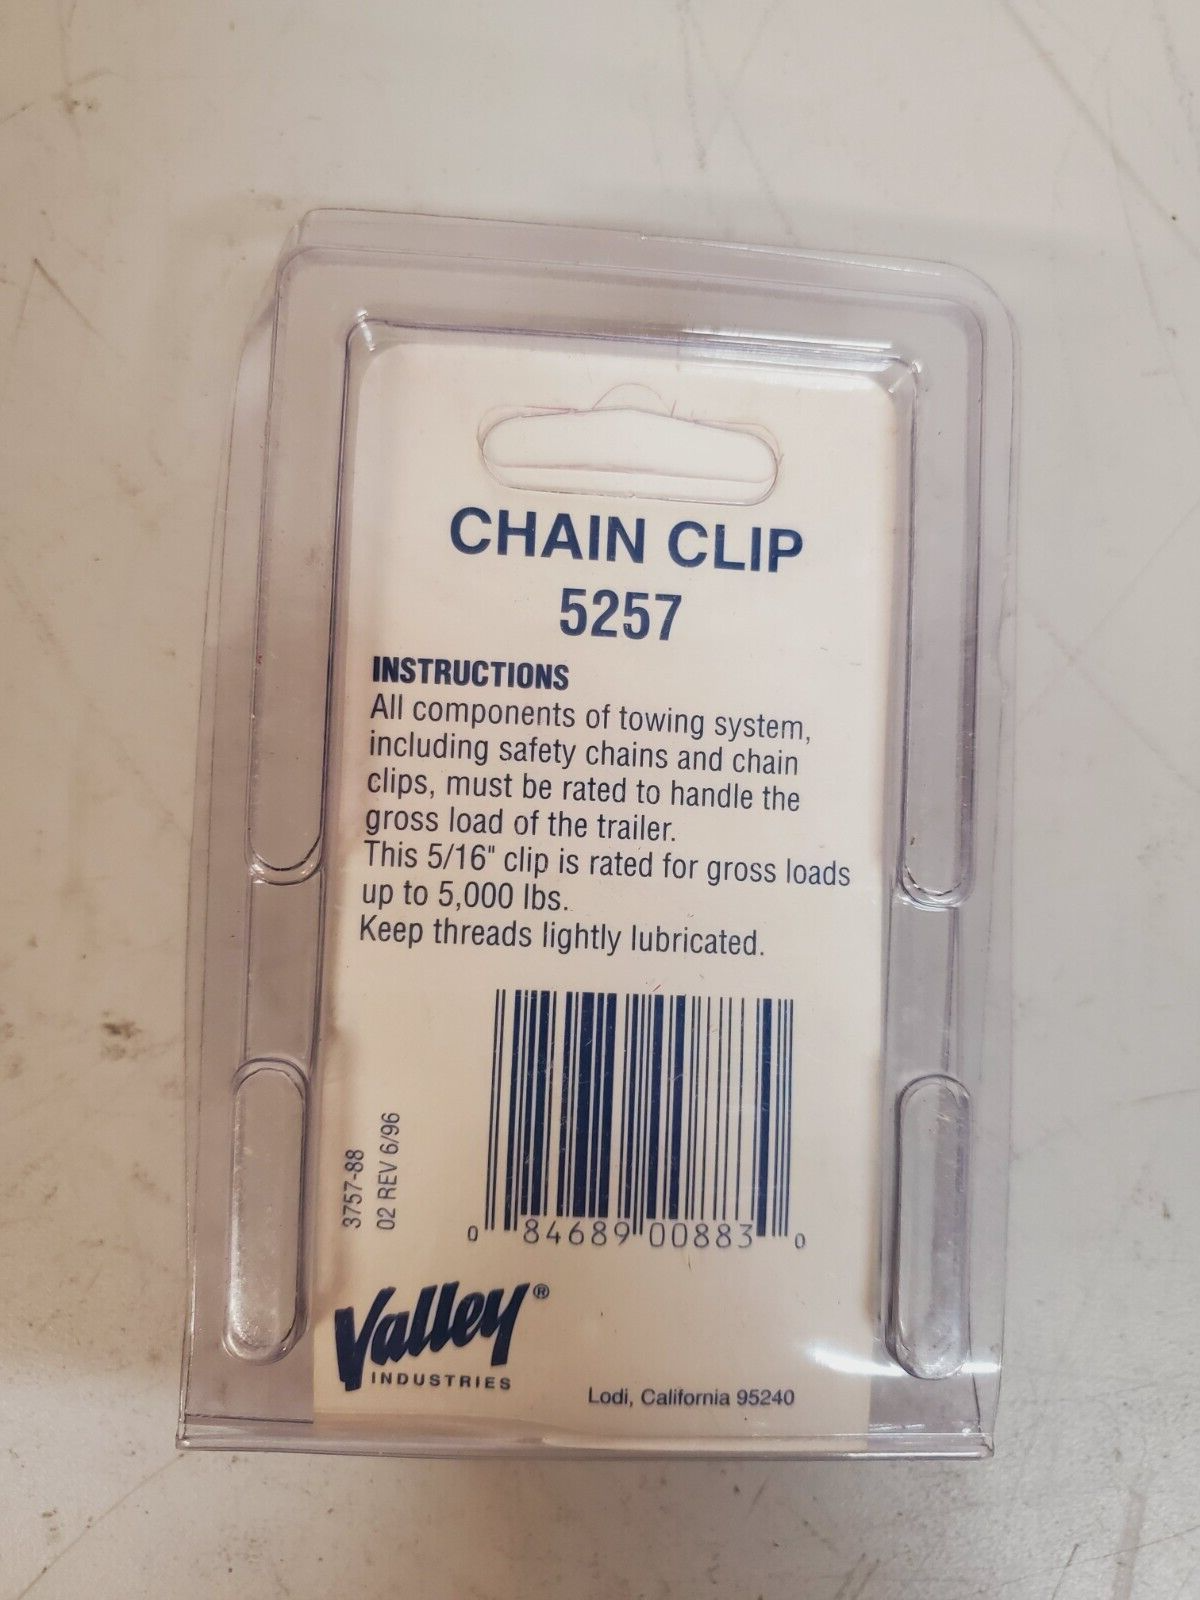 CHAIN CLIP
5257
INSTRUCTIONS
All components of towing system,
including safety chains and chain
clips, must be rated to handle the
gross load of the trailer.
This 5/16" clip is rated for gross loads
up to 5,000 lbs.
Keep threads lightly lubricated.
3757-88
02 REV 6/96
0 84689 00883 0
Valley®
INDUSTRIES
Lodi, California 95240